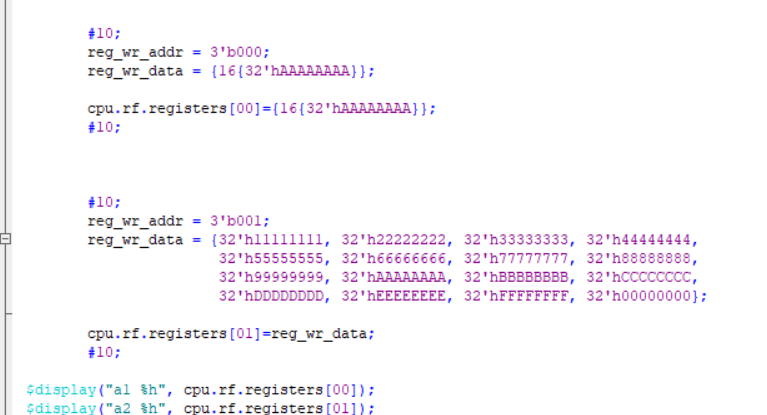 #10;
reg_wr_addr = 3'b000;
reg_wr_data = {16{32'hAAAAAAAA}};
cpu.rf.registers[00]={16{32'hAAAAAAAA}};
#10;
#10;
reg_wr_addr = 3'b001;
reg_wr_data = {32'h11111111, 32'h22222222, 32'h33333333, 32'h44444444,
32'h55555555, 32'h66666666, 32'h77777777, 32'h88888888,
32'h99999999, 32'hAAAAAAAA, 32'hBBBBBBBB, 32'hCCCCCCCC,
32'hDDDDDDDD, 32'hEEEEEEEE, 32'hFFFFFFFF, 32'h00000000};
cpu.rf.registers[01]=reg_wr_data;
#10;
$display("a1 %h", cpu.rf.registers[00]);
$display("a2 %h", cpu.rf.registers[01]);